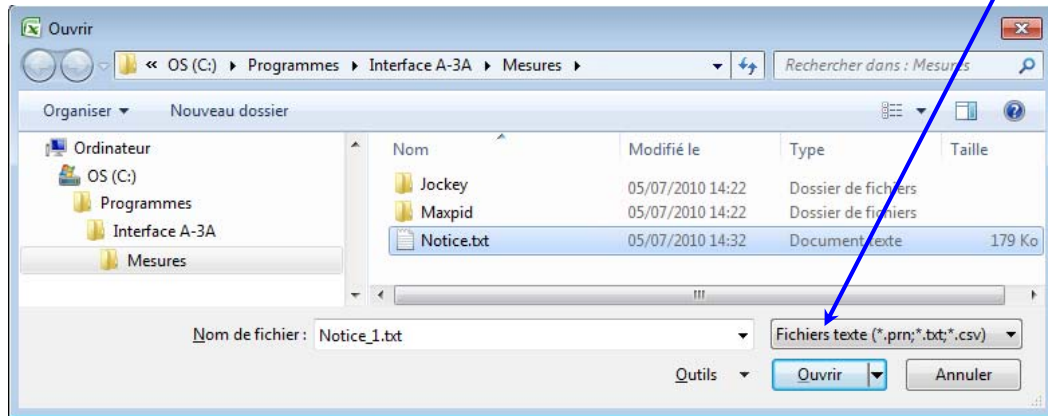 Ouvrir
« OS (C:) Programmes Interface A-3A Mesures Rechercher dans : Mesures
Organiser Nouveau dossier
Ordinateur
OS (C:)
Programmes
Interface A-3A
Mesures
Nom Modifié le Type Taille
Jockey 05/07/2010 14:22 Dossier de fichiers
Maxpid 05/07/2010 14:22 Dossier de fichiers
Notice.txt 05/07/2010 14:32 Document texte 179 Ko
Nom de fichier : Notice_1.txt Fichiers texte (*.prn;*.txt;*.csv)
Outils Ouvrir Annuler